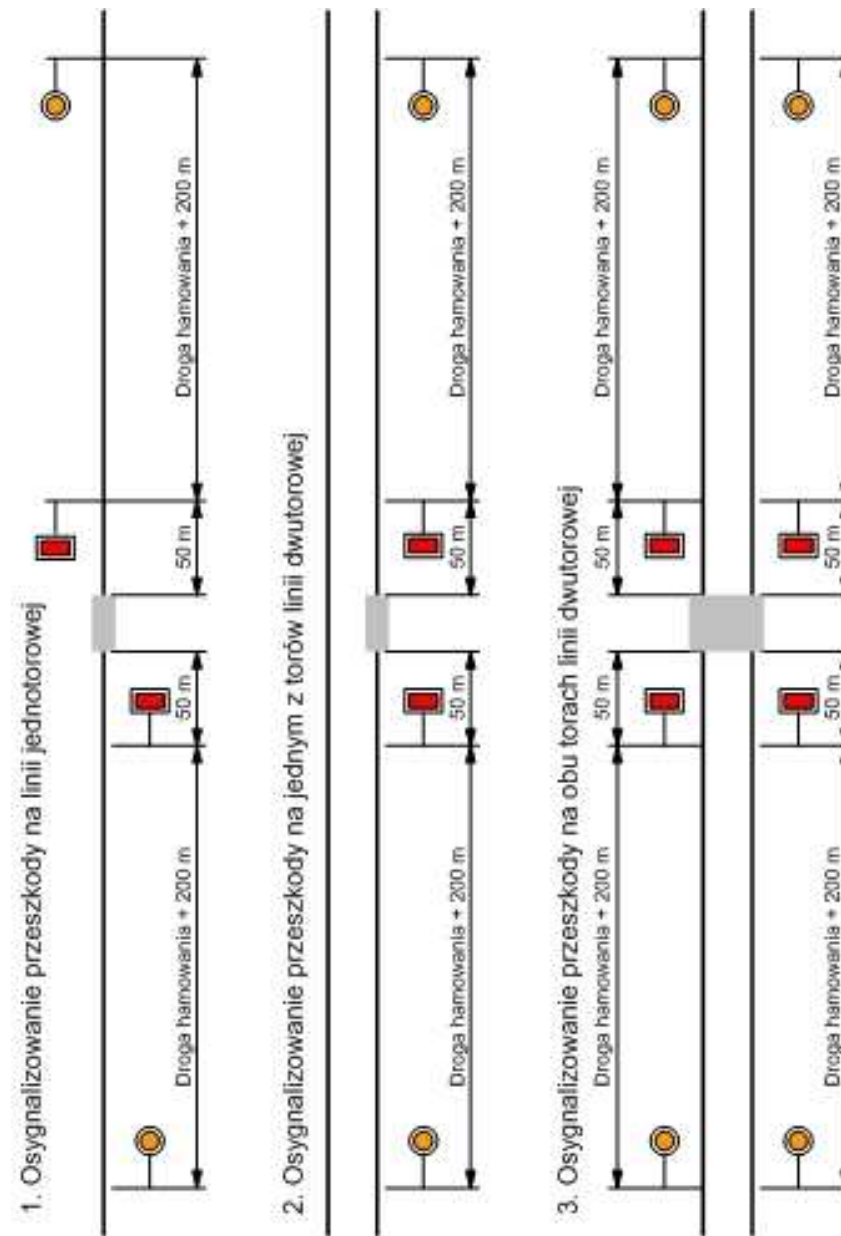 1. Osygnalizowanie przeszkody na linii jednotorowej
Droga hamowania + 200 m
50 m
50 m
Droga hamowania + 200 m
2. Osygnalizowanie przeszkody na jednym z torów linii dwutorowej
Droga hamowania + 200 m
50 m
50 m
Droga hamowania + 200 m
3. Osygnalizowanie przeszkody na obu torach linii dwutorowej
Droga hamowania + 200 m
50 m
50 m
Droga hamowania + 200 m
Droga hamowania + 200 m
50 m
50 m
Droga hamowania + 200 m